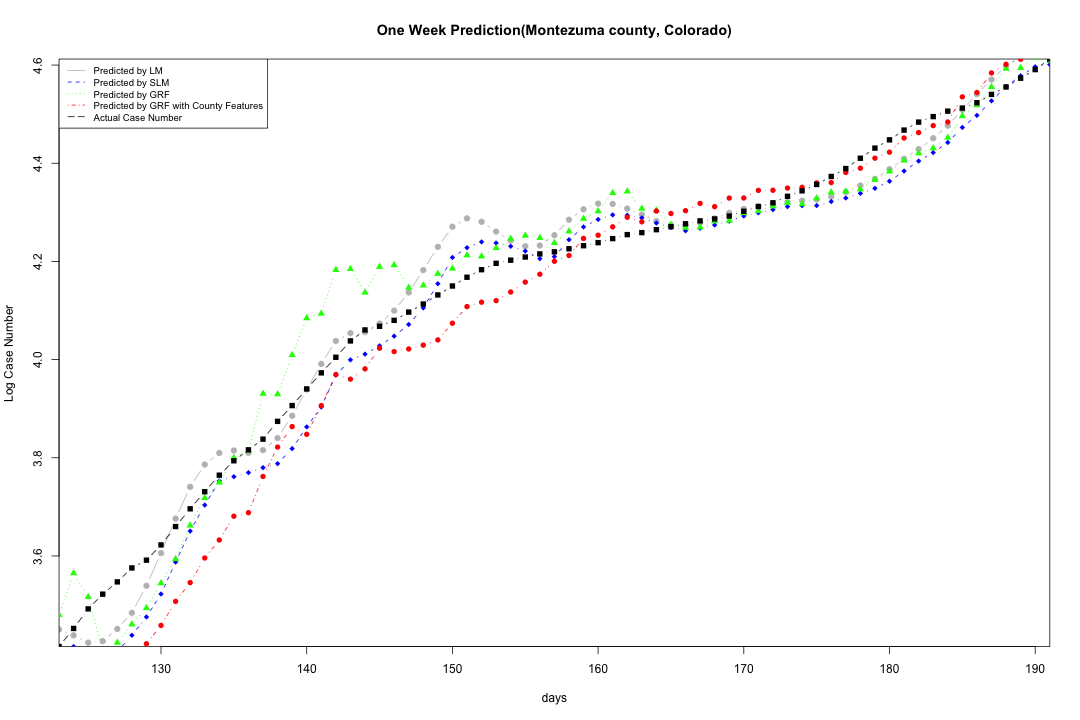 One Week Prediction(Montezuma county, Colorado)
Predicted by LM
Predicted by SLM
Predicted by GRF
Predicted by GRF with County Features
Actual Case Number
4.6
4.4
4.2
4.0
3.8
3.6
Log Case Number
130 140 150 160 170 180 190
days